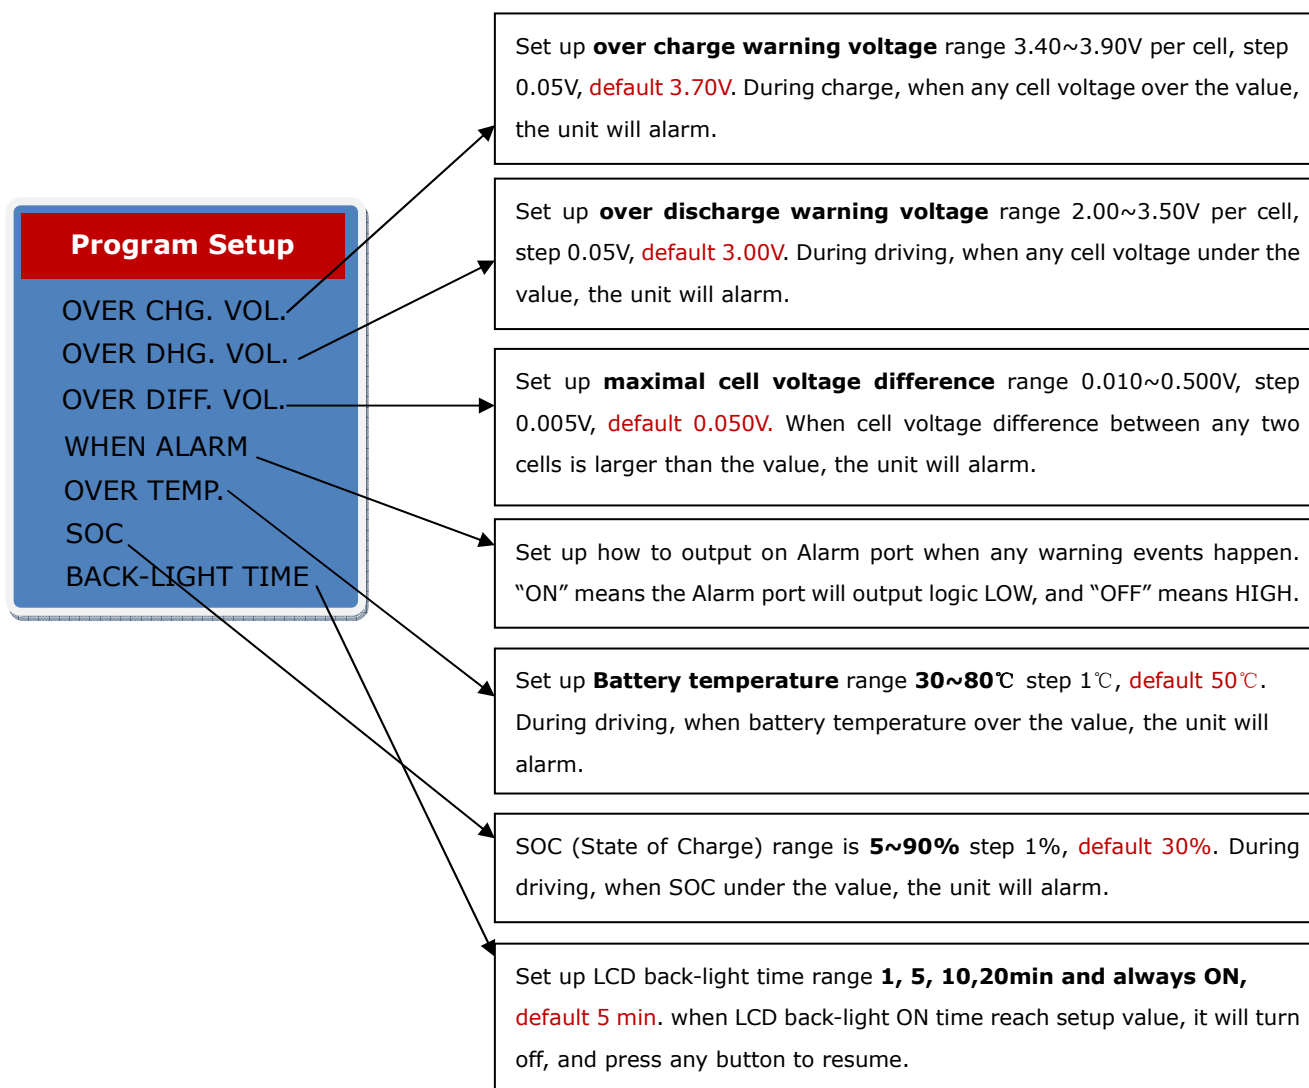 Program Setup
OVER CHG. VOL.
OVER DHG. VOL.
OVER DIFF. VOL.
WHEN ALARM
OVER TEMP.
SOC
BACK-LIGHT TIME
Set up over charge warning voltage range 3.40~3.90V per cell, step
0.05V, default 3.70V. During charge, when any cell voltage over the value,
the unit will alarm.
Set up over discharge warning voltage range 2.00~3.50V per cell,
step 0.05V, default 3.00V. During driving, when any cell voltage under the
value, the unit will alarm.
Set up maximal cell voltage difference range 0.010~0.500V, step
0.005V, default 0.050V. When cell voltage difference between any two
cells is larger than the value, the unit will alarm.
Set up how to output on Alarm port when any warning events happen.
“ON” means the Alarm port will output logic LOW, and “OFF” means HIGH.
Set up Battery temperature range 30~80℃ step 1℃, default 50℃.
During driving, when battery temperature over the value, the unit will
alarm.
SOC (State of Charge) range is 5~90% step 1%, default 30%. During
driving, when SOC under the value, the unit will alarm.
Set up LCD back-light time range 1, 5, 10,20min and always ON,
default 5 min. when LCD back-light ON time reach setup value, it will turn
off, and press any button to resume.